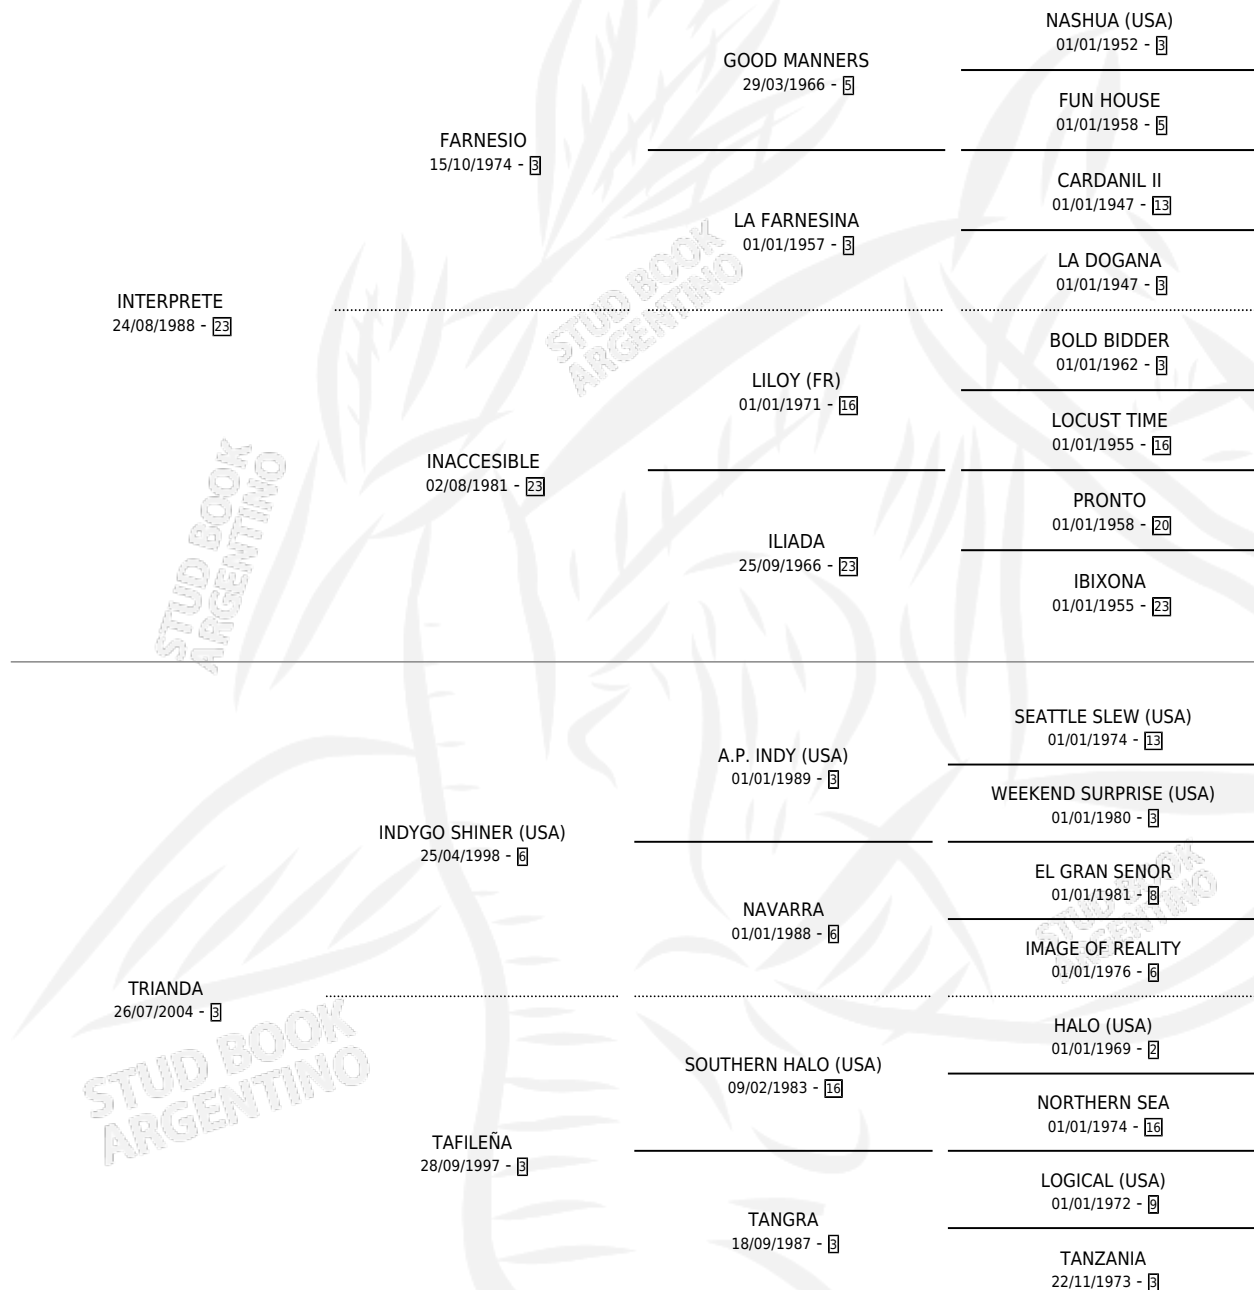 NASHUA (USA)
01/01/1952 - 3
GOOD MANNERS
29/03/1966 - 5
FUN HOUSE
01/01/1958 - 5
FARNESIO
15/10/1974 - 3
CARDANIL II
01/01/1947 - 13
LA FARNESINA
01/01/1957 - 3
LA DOGANA
01/01/1947 - 3
INTERPRETE
24/08/1988 - 23
BOLD BIDDER
01/01/1962 - 3
LILOY (FR)
01/01/1971 - 16
LOCUST TIME
01/01/1955 - 16
INACCESIBLE
02/08/1981 - 23
PRONTO
01/01/1958 - 20
ILIADA
25/09/1966 - 23
IBIXONA
01/01/1955 - 23
STUD BOOK
ARGENTINO
STUD BOOK
ARGENTINO
SEATTLE SLEW (USA)
01/01/1974 - 13
A.P. INDY (USA)
01/01/1989 - 3
WEEKEND SURPRISE (USA)
01/01/1980 - 3
INDYGO SHINER (USA)
25/04/1998 - 6
EL GRAN SENOR
01/01/1981 - 8
NAVARRA
01/01/1988 - 6
IMAGE OF REALITY
01/01/1976 - 6
TRIANDA
26/07/2004 - 3
HALO (USA)
01/01/1969 - 2
SOUTHERN HALO (USA)
09/02/1983 - 16
NORTHERN SEA
01/01/1974 - 16
TAFILEÑA
28/09/1997 - 3
LOGICAL (USA)
01/01/1972 - 9
TANGRA
18/09/1987 - 3
TANZANIA
22/11/1973 - 3
STUD BOOK
ARGENTINO
STUD BOOK
ARGENTINO